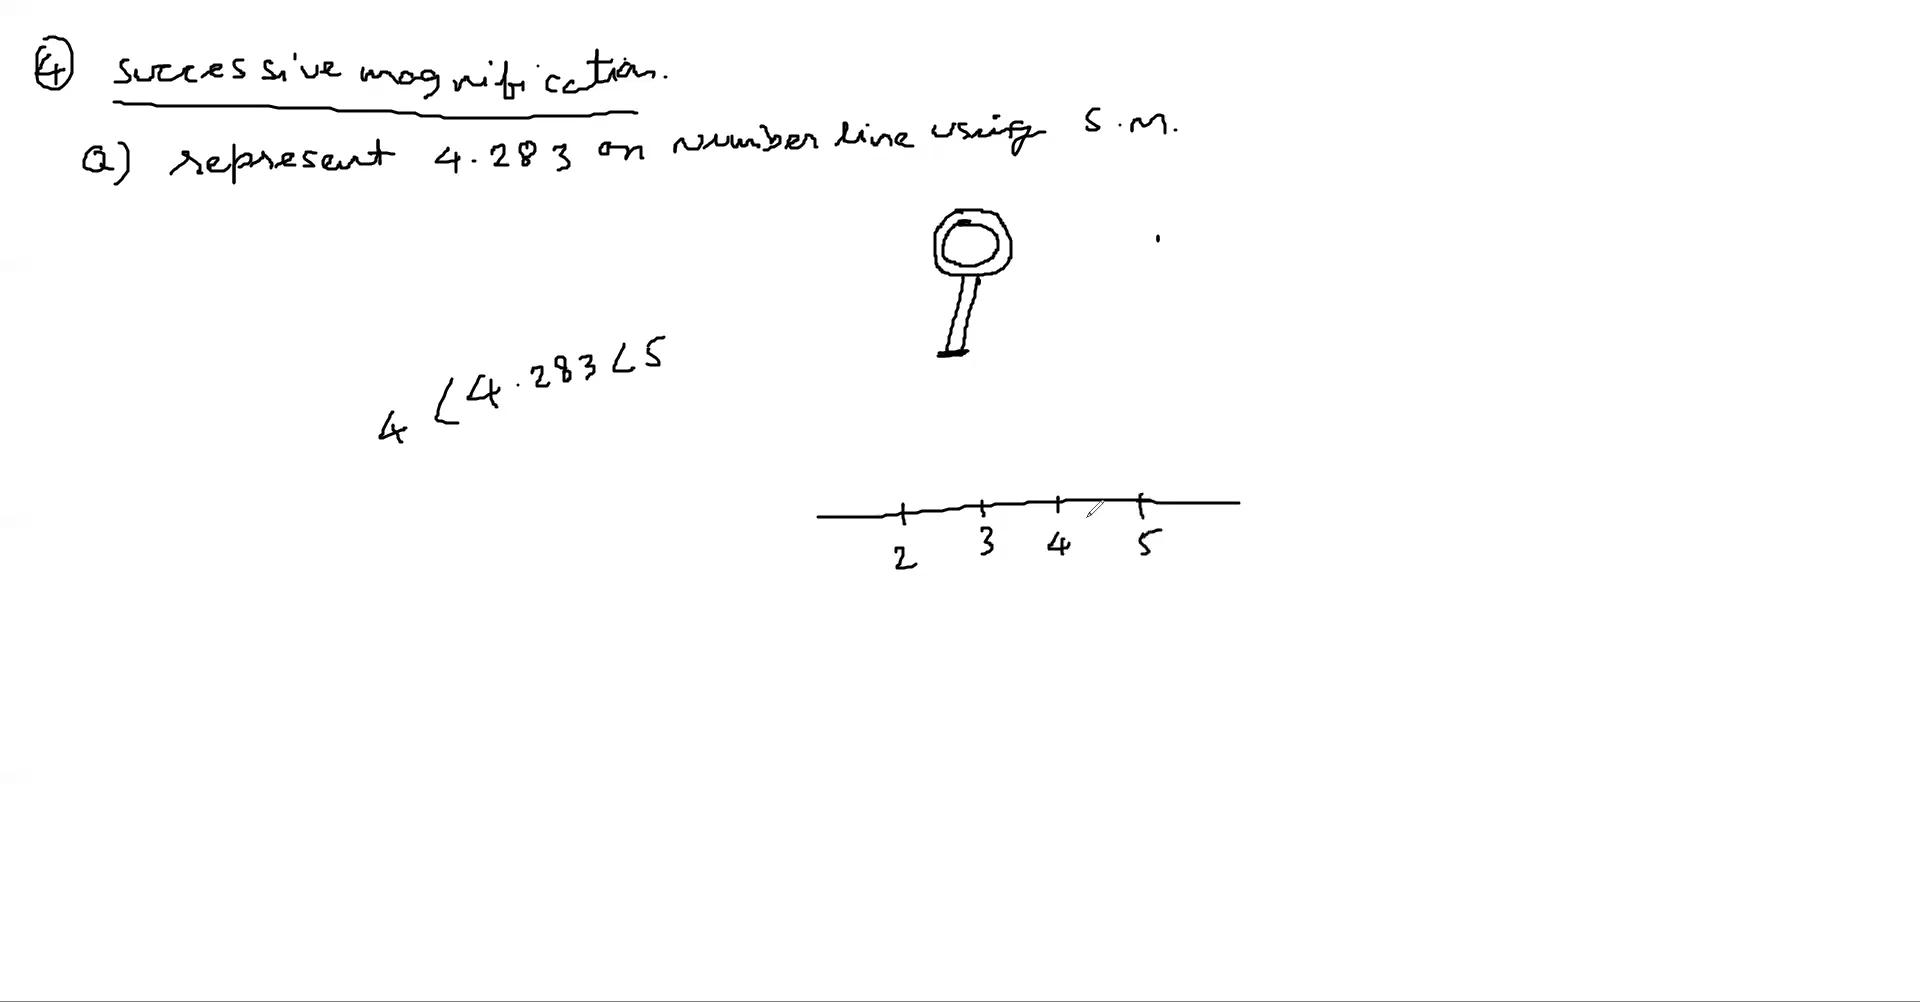 ④ successive magnification.
Q) represent 4.283 on number line using S.M.
4 < 4.283 < 5
2 3 4 5